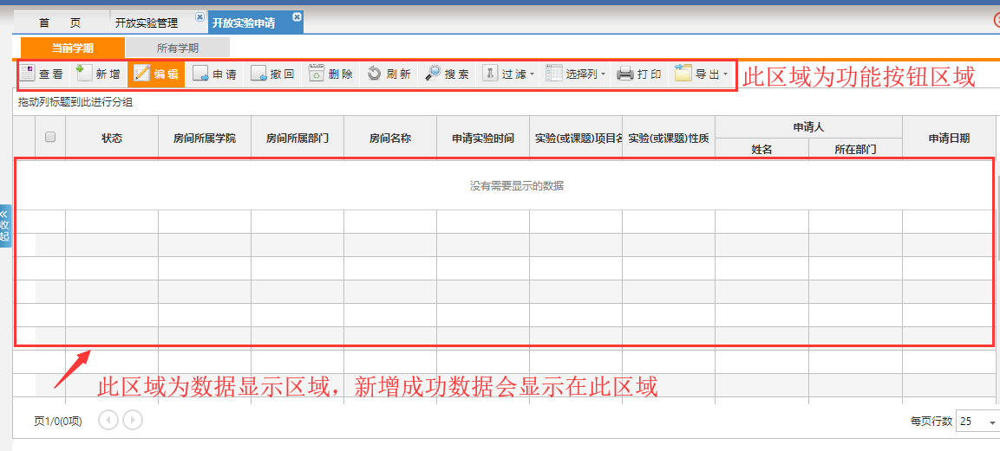 首 页 开放实验管理 开放实验申请
当前学期 所有学期
查看 新增 编辑 申请 撤回 删除 刷新 搜索 过滤 选择列 打印 导出 此区域为功能按钮区域
拖动列标题到此进行分组
状态 房间所属学院 房间所属部门 房间名称 申请实验时间 实验(或课题)项目名 实验(或课题)性质 申请人 申请日期
姓名 所在部门
没有需要显示的数据
收起
此区域为数据显示区域，新增成功数据会显示在此区域
页1/0(0项) 每页行数 25